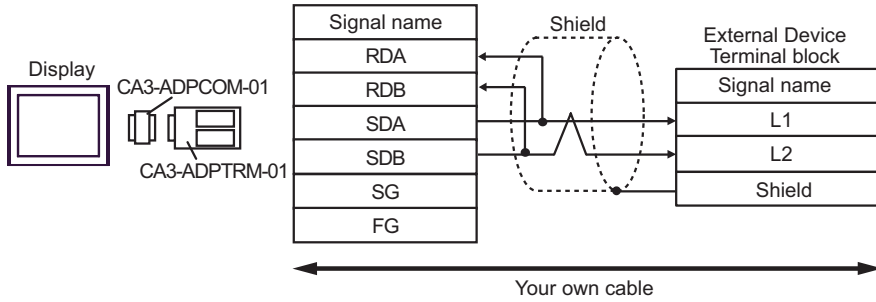 Display
CA3-ADPCOM-01
CA3-ADPTRM-01
Signal name
RDA
RDB
SDA
SDB
SG
FG
Shield
External Device
Terminal block
Signal name
L1
L2
Shield
Your own cable